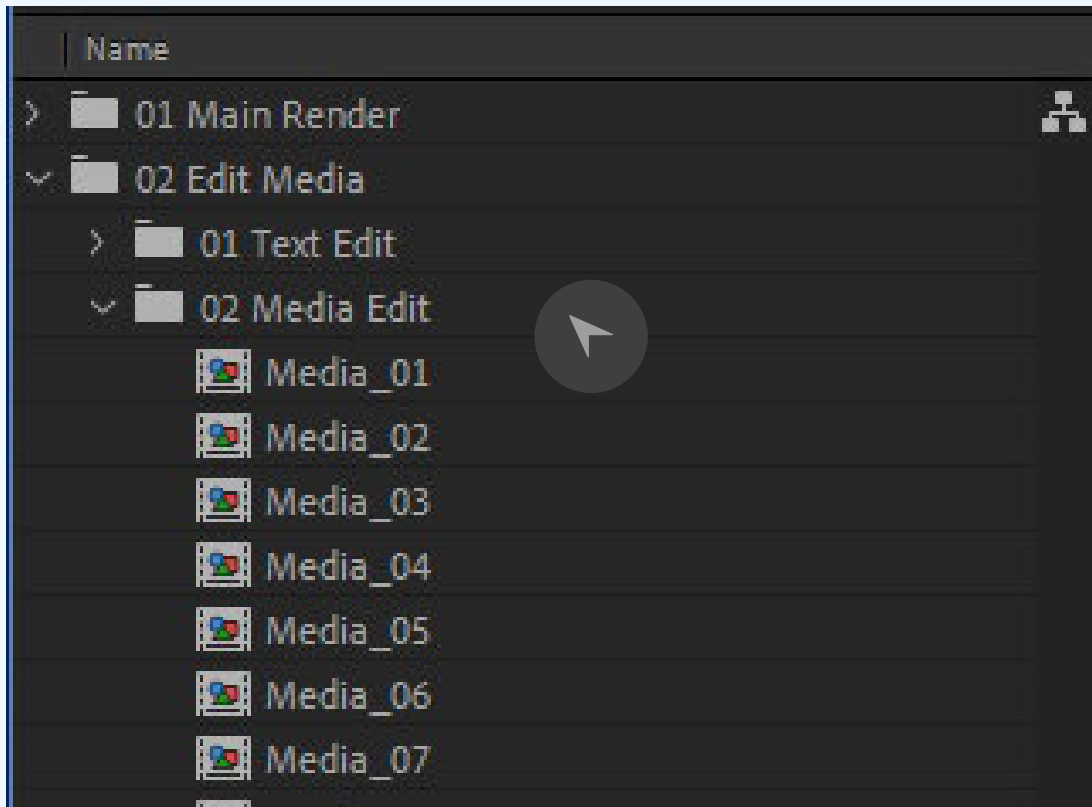 Name
01 Main Render
02 Edit Media
01 Text Edit
02 Media Edit
Media_01
Media_02
Media_03
Media_04
Media_05
Media_06
Media_07